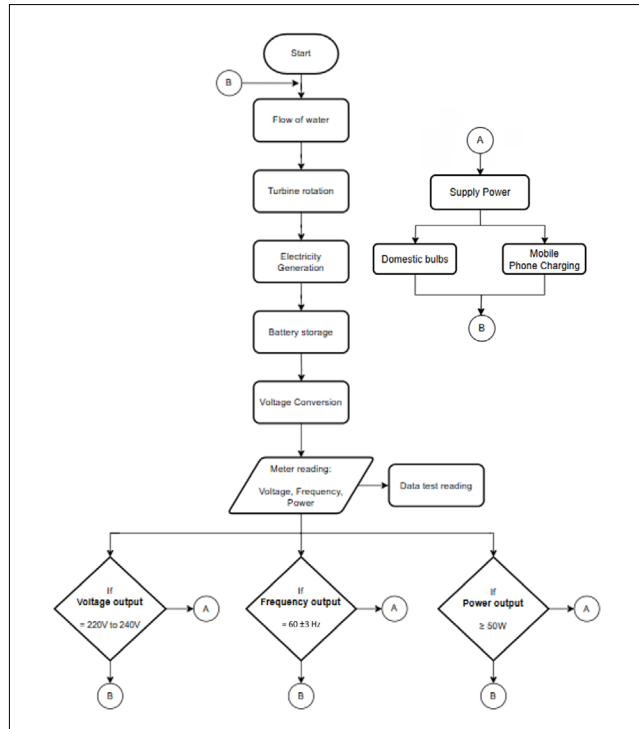 Start
B
Flow of water
Turbine rotation
Electricity
Generation
Battery storage
Voltage Conversion
Meter reading:
Voltage, Frequency,
Power
Data test reading
If
Voltage output
= 220V to 240V
A
B
If
Frequency output
= 60 ±3 Hz
A
B
If
Power output
≥ 50W
A
B
A
Supply Power
Domestic bulbs
Mobile
Phone Charging
B